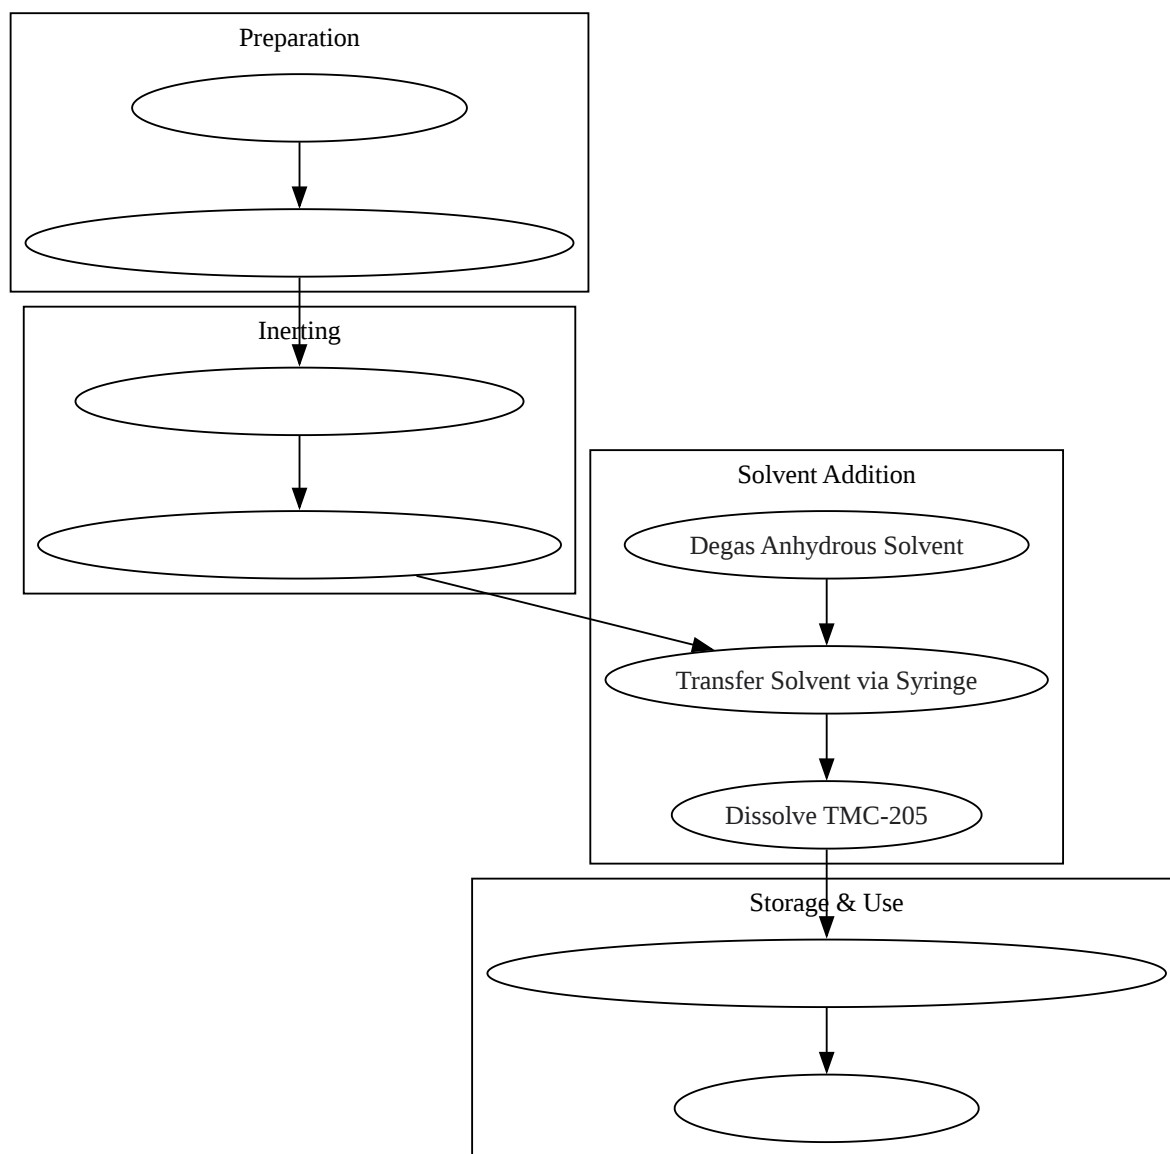 Preparation
Inerting
Solvent Addition
Degas Anhydrous Solvent
Transfer Solvent via Syringe
Dissolve TMC-205
Storage & Use